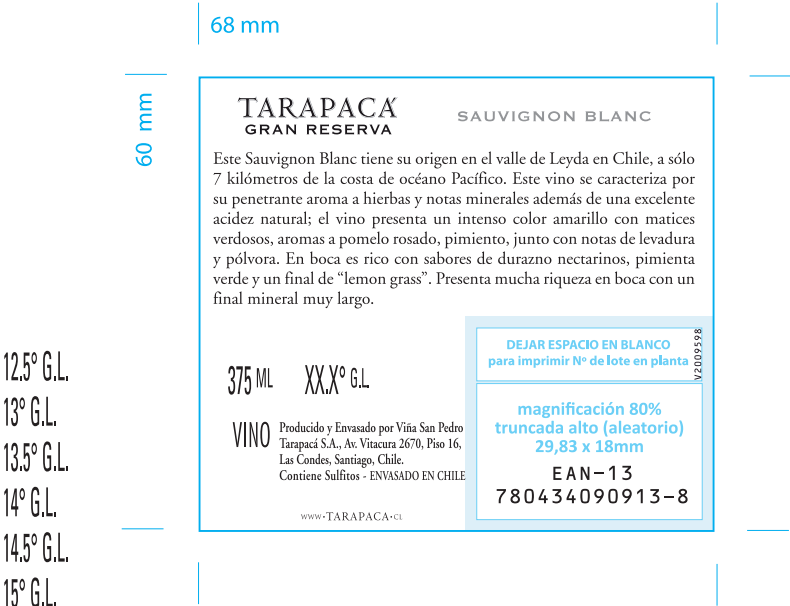 68 mm
60 mm
TARAPACÁ
GRAN RESERVA
SAUVIGNON BLANC
Este Sauvignon Blanc tiene su origen en el valle de Leyda en Chile, a sólo
7 kilómetros de la costa de océano Pacífico. Este vino se caracteriza por
su penetrante aroma a hierbas y notas minerales además de una excelente
acidez natural; el vino presenta un intenso color amarillo con matices
verdosos, aromas a pomelo rosado, pimiento, junto con notas de levadura
y pólvora. En boca es rico con sabores de durazno nectarinos, pimienta
verde y un final de “lemon grass”. Presenta mucha riqueza en boca con un
final mineral muy largo.
375 ML
XX.X° G.L.
VINO
Producido y Envasado por Viña San Pedro
Tarapacá S.A., Av. Vitacura 2670, Piso 16,
Las Condes, Santiago, Chile.
Contiene Sulfitos - ENVASADO EN CHILE
WWW·TARAPACA·CL
DEJAR ESPACIO EN BLANCO
para imprimir Nº de lote en planta
V2009598
magnificación 80%
truncada alto (aleatorio)
29,83 x 18mm
EAN-13
780434090913-8
12.5° G.L.
13° G.L.
13.5° G.L.
14° G.L.
14.5° G.L.
15° G.L.